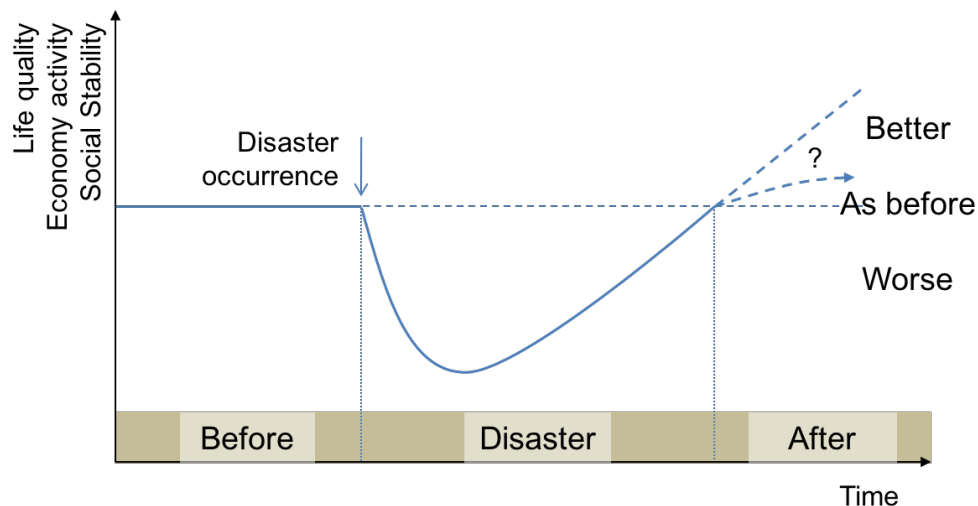 Life quality
Economy activity
Social Stability
Disaster
occurrence
Better
?
As before
Worse
Before
Disaster
After
Time